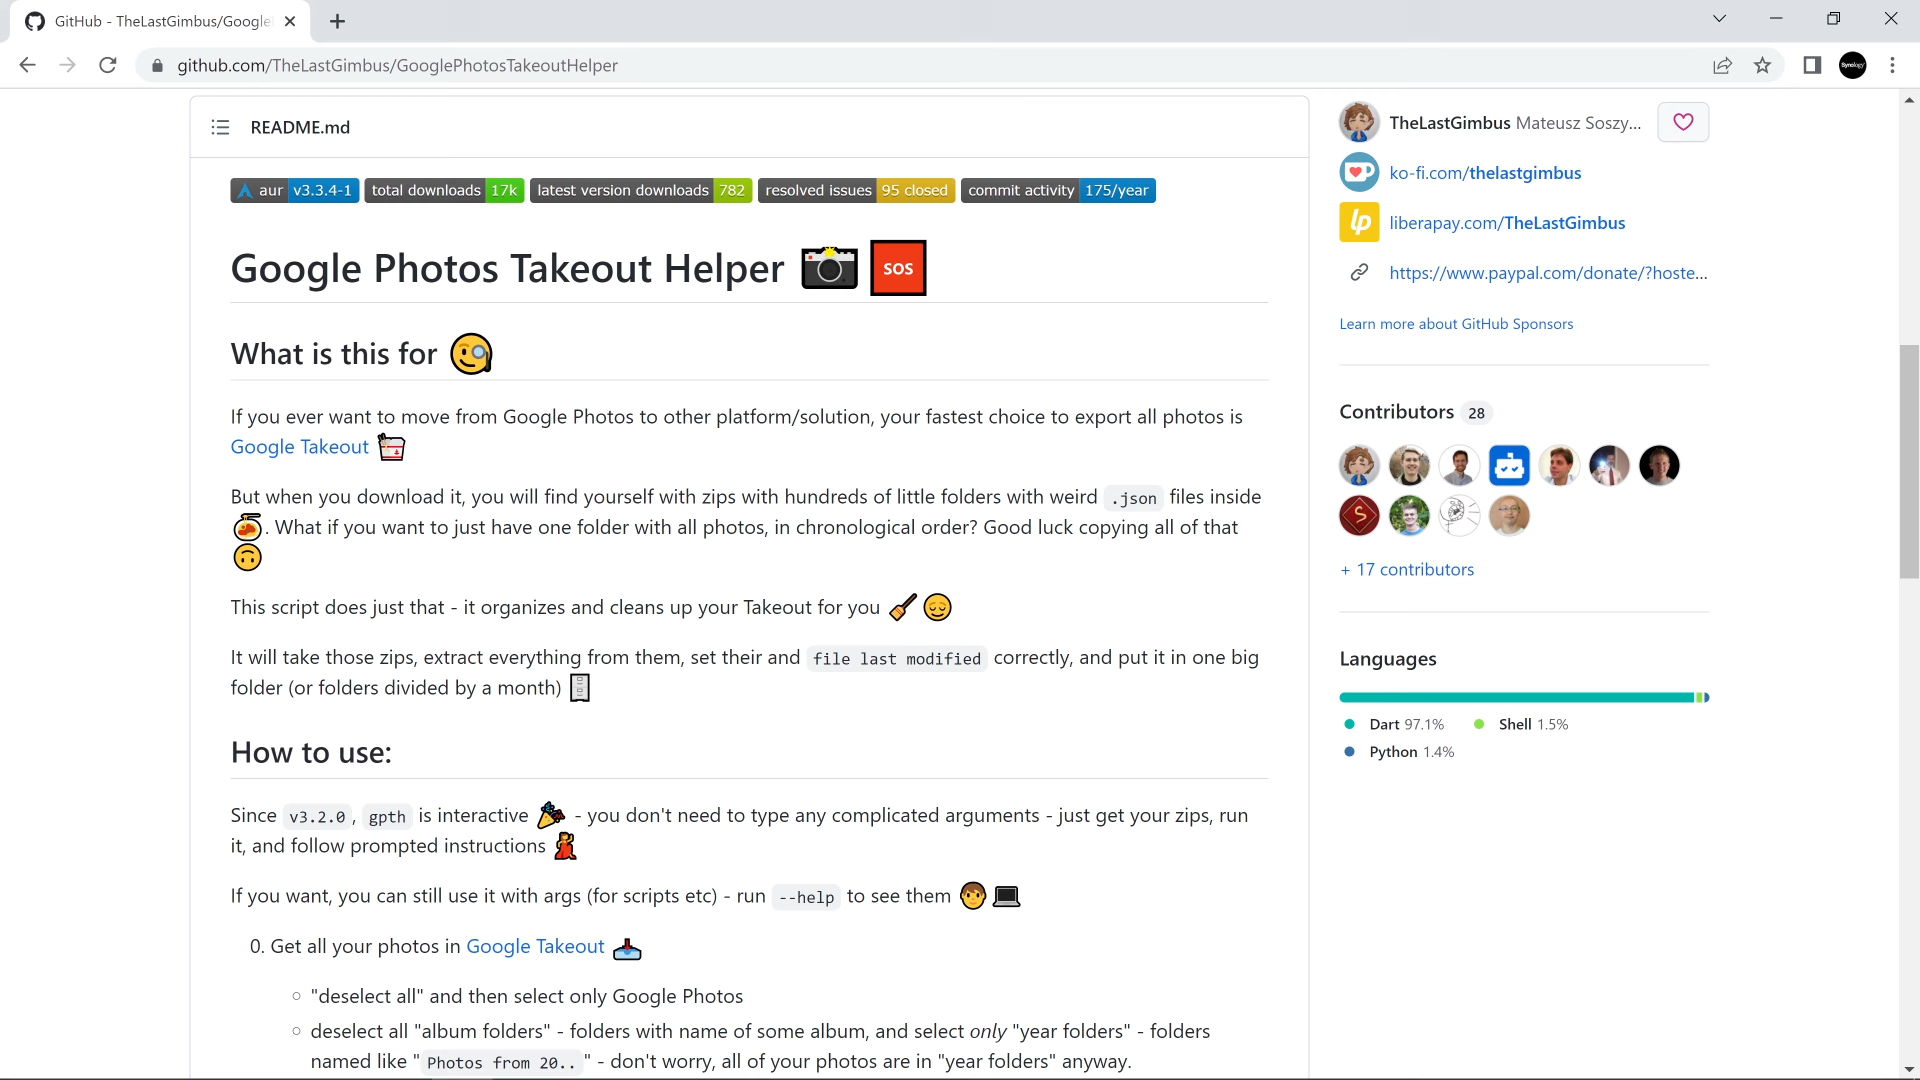 GitHub - TheLastGimbus/Google
github.com/TheLastGimbus/GooglePhotosTakeoutHelper
Synology
README.md
aur v3.3.4-1 total downloads 17k latest version downloads 782 resolved issues 95 closed commit activity 175/year
Google Photos Takeout Helper SOS
What is this for
If you ever want to move from Google Photos to other platform/solution, your fastest choice to export all photos is
Google Takeout
But when you download it, you will find yourself with zips with hundreds of little folders with weird .json files inside
. What if you want to just have one folder with all photos, in chronological order? Good luck copying all of that
This script does just that - it organizes and cleans up your Takeout for you
It will take those zips, extract everything from them, set their and file last modified correctly, and put it in one big
folder (or folders divided by a month)
How to use:
Since v3.2.0, gpth is interactive - you don't need to type any complicated arguments - just get your zips, run
it, and follow prompted instructions
If you want, you can still use it with args (for scripts etc) - run --help to see them
0. Get all your photos in Google Takeout
"deselect all" and then select only Google Photos
deselect all "album folders" - folders with name of some album, and select only "year folders" - folders
named like "Photos from 20.." - don't worry, all of your photos are in "year folders" anyway.
TheLastGimbus Mateusz Soszy...
ko-fi.com/thelastgimbus
lp liberapay.com/TheLastGimbus
https://www.paypal.com/donate/?hoste...
Learn more about GitHub Sponsors
Contributors 28
S
+ 17 contributors
Languages
Dart 97.1% Shell 1.5%
Python 1.4%